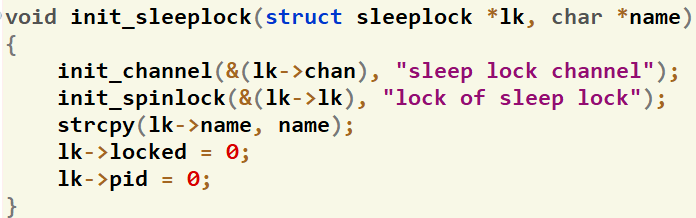 void init_sleeplock(struct sleeplock *lk, char *name)
{
    init_channel(&(lk->chan), "sleep lock channel");
    init_spinlock(&(lk->lk), "lock of sleep lock");
    strcpy(lk->name, name);
    lk->locked = 0;
    lk->pid = 0;
}